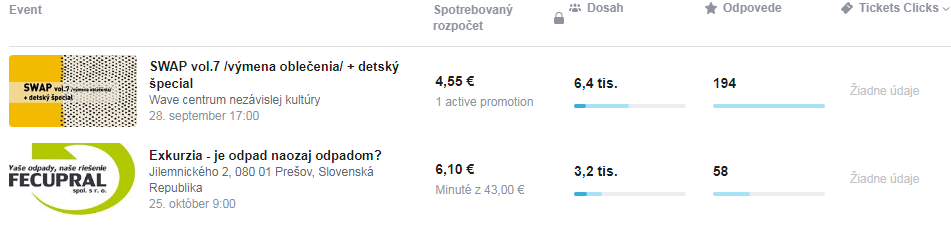 Event
Spotrebovaný
rozpočet
Dosah
Odpovede
Tickets Clicks
SWAP vol.7 /výmena oblečenia/
+ detský špecial
SWAP vol.7 /výmena oblečenia/ + detský
špecial
Wave centrum nezávislej kultúry
28. september 17:00
4,55 €
1 active promotion
6,4 tis.
194
Žiadne údaje
Vaše odpady, naše riešenie
FECUPRAL
spol. s r. o.
Exkurzia - je odpad naozaj odpadom?
Jilemnického 2, 080 01 Prešov, Slovenská
Republika
25. október 9:00
6,10 €
Minuté z 43,00 €
3,2 tis.
58
Žiadne údaje